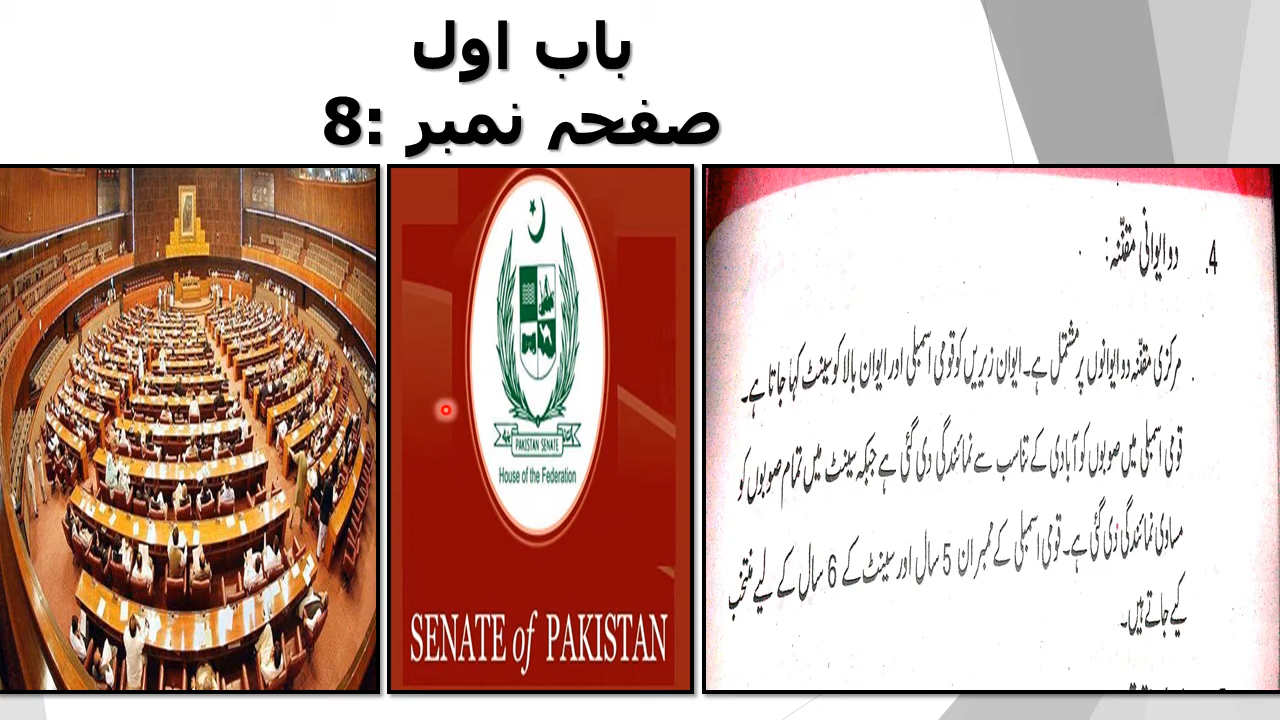 باب اول
صفحہ نمبر :8
PAKISTAN SENATE
House of the Federation
SENATE of PAKISTAN
4. دو ایوانی مقنّنہ:
مرکزی مقنّنہ دو ایوانوں پر مشتمل ہے۔ ایوان زیریں کو قومی اسمبلی اور ایوان بالا کو سینٹ کہا جاتا ہے۔
قومی اسمبلی میں صوبوں کو آبادی کے تناسب سے نمائندگی دی گئی ہے جبکہ سینٹ میں تمام صوبوں کو
مساوی نمائندگی دی گئی ہے۔ قومی اسمبلی کے ممبران 5 سال اور سینٹ کے 6 سال کے لیے منتخب
کیے جاتے ہیں۔